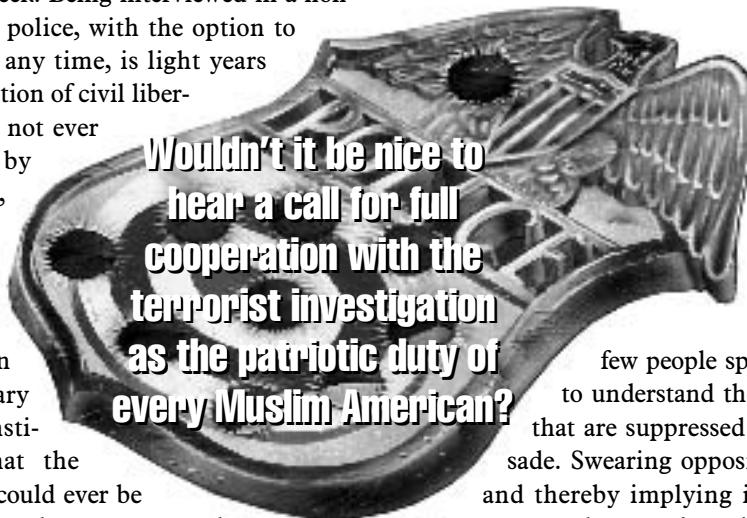 police, with the option to
any time, is light years
tion of civil liber-
not ever
by
Wouldn't it be nice to
hear a call for full
cooperation with the
terrorist investigation
as the patriotic duty of
every Muslim American?
n
ary
nsti-
hat the
could ever be
few people sp
to understand th
that are suppressed
sade. Swearing opposi
and thereby implying i